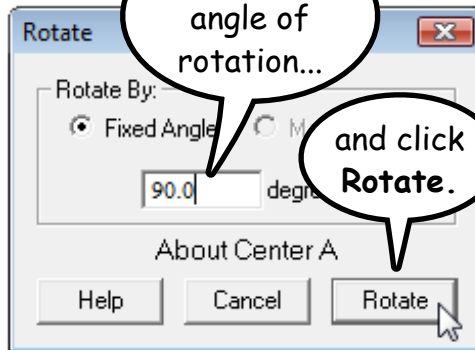 angle of
rotation...
Rotate
Rotate By:
Fixed Angle
and click
Rotate.
90.0
About Center A
Help
Cancel
Rotate